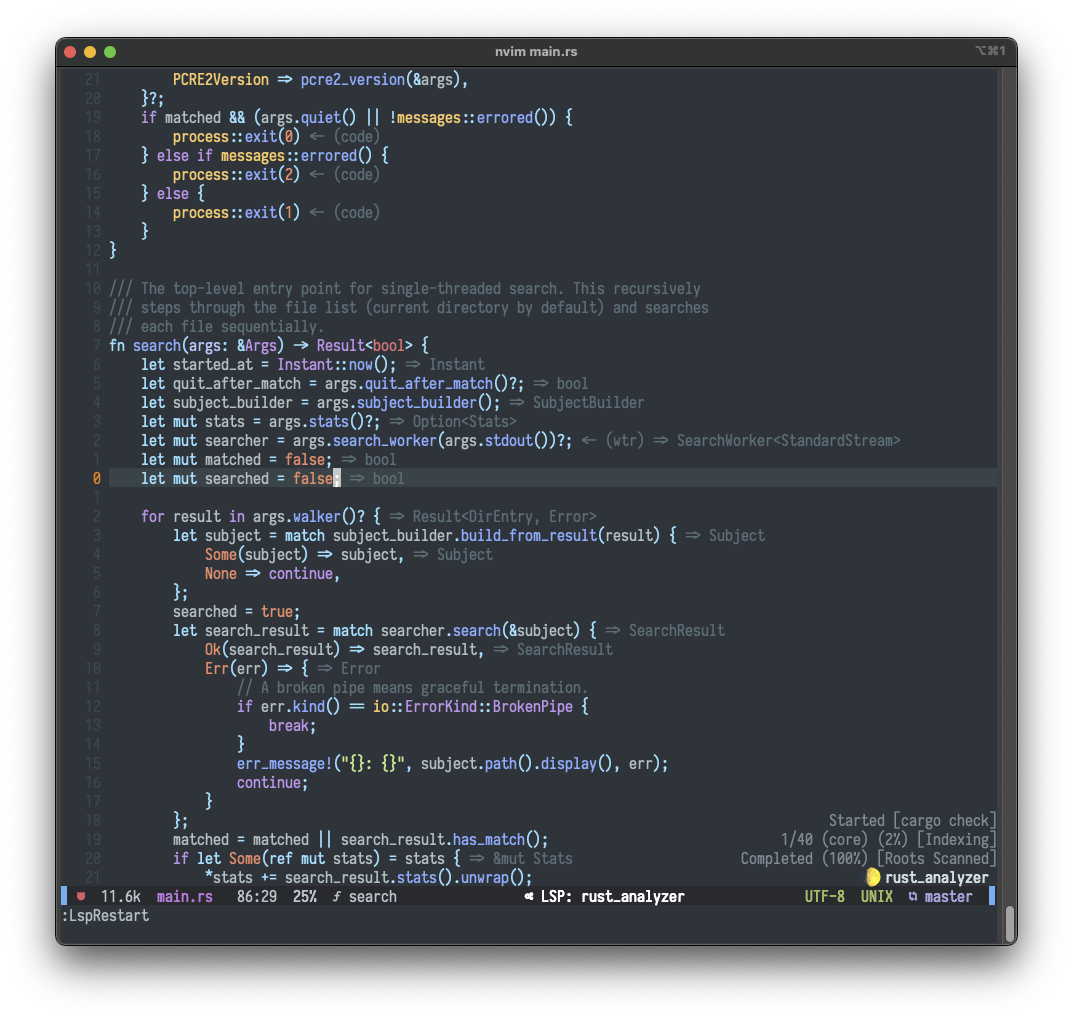 nvim main.rs ⌥⌘1
21 PCRE2Version => pcre2_version(&args),
20 }?;
19 if matched && (args.quiet() || !messages::errored()) {
18 process::exit(0) <- (code)
17 } else if messages::errored() {
16 process::exit(2) <- (code)
15 } else {
14 process::exit(1) <- (code)
13 }
12 }
11
10 /// The top-level entry point for single-threaded search. This recursively
9 /// steps through the file list (current directory by default) and searches
8 /// each file sequentially.
7 fn search(args: &Args) -> Result<bool> {
6 let started_at = Instant::now(); => Instant
5 let quit_after_match = args.quit_after_match()?; => bool
4 let subject_builder = args.subject_builder(); => SubjectBuilder
3 let mut stats = args.stats()?; => Option<Stats>
2 let mut searcher = args.search_worker(args.stdout())?; <- (wtr) => SearchWorker<StandardStream>
1 let mut matched = false; => bool
0 let mut searched = false; => bool
1
2 for result in args.walker()? { => Result<DirEntry, Error>
3 let subject = match subject_builder.build_from_result(result) { => Subject
4 Some(subject) => subject, => Subject
5 None => continue,
6 };
7 searched = true;
8 let search_result = match searcher.search(&subject) { => SearchResult
9 Ok(search_result) => search_result, => SearchResult
10 Err(err) => { => Error
11 // A broken pipe means graceful termination.
12 if err.kind() == io::ErrorKind::BrokenPipe {
13 break;
14 }
15 err_message!("{}: {}", subject.path().display(), err);
16 continue;
17 }
18 }; Started [cargo check]
19 matched = matched || search_result.has_match(); 1/40 (core) (2%) [Indexing]
20 if let Some(ref mut stats) = stats { => &mut Stats Completed (100%) [Roots Scanned]
21 *stats += search_result.stats().unwrap(); rust_analyzer
11.6k main.rs 86:29 25% ƒ search LSP: rust_analyzer UTF-8 UNIX master
:LspRestart